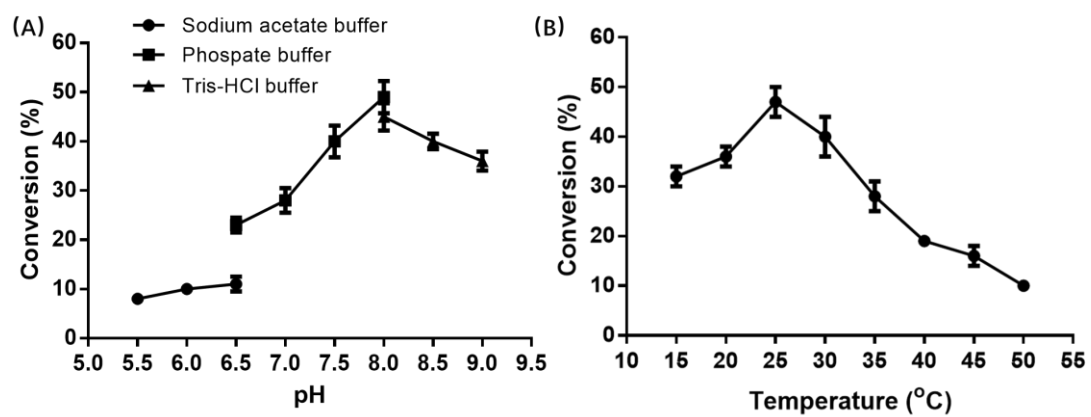 (A)
Sodium acetate buffer
Phospate buffer
Tris-HCl buffer
Conversion (%)
60
50
40
30
20
10
0
5.0 5.5 6.0 6.5 7.0 7.5 8.0 8.5 9.0 9.5
pH
(B)
Conversion (%)
60
50
40
30
20
10
0
10 15 20 25 30 35 40 45 50 55
Temperature (°C)